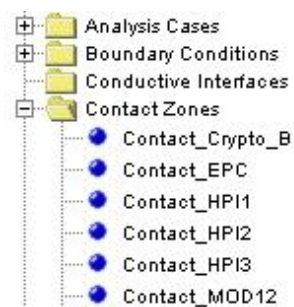 Analysis Cases
Boundary Conditions
Conductive Interfaces
Contact Zones
Contact_Crypto_B
Contact_EPC
Contact_HPI1
Contact_HPI2
Contact_HPI3
Contact_MOD12